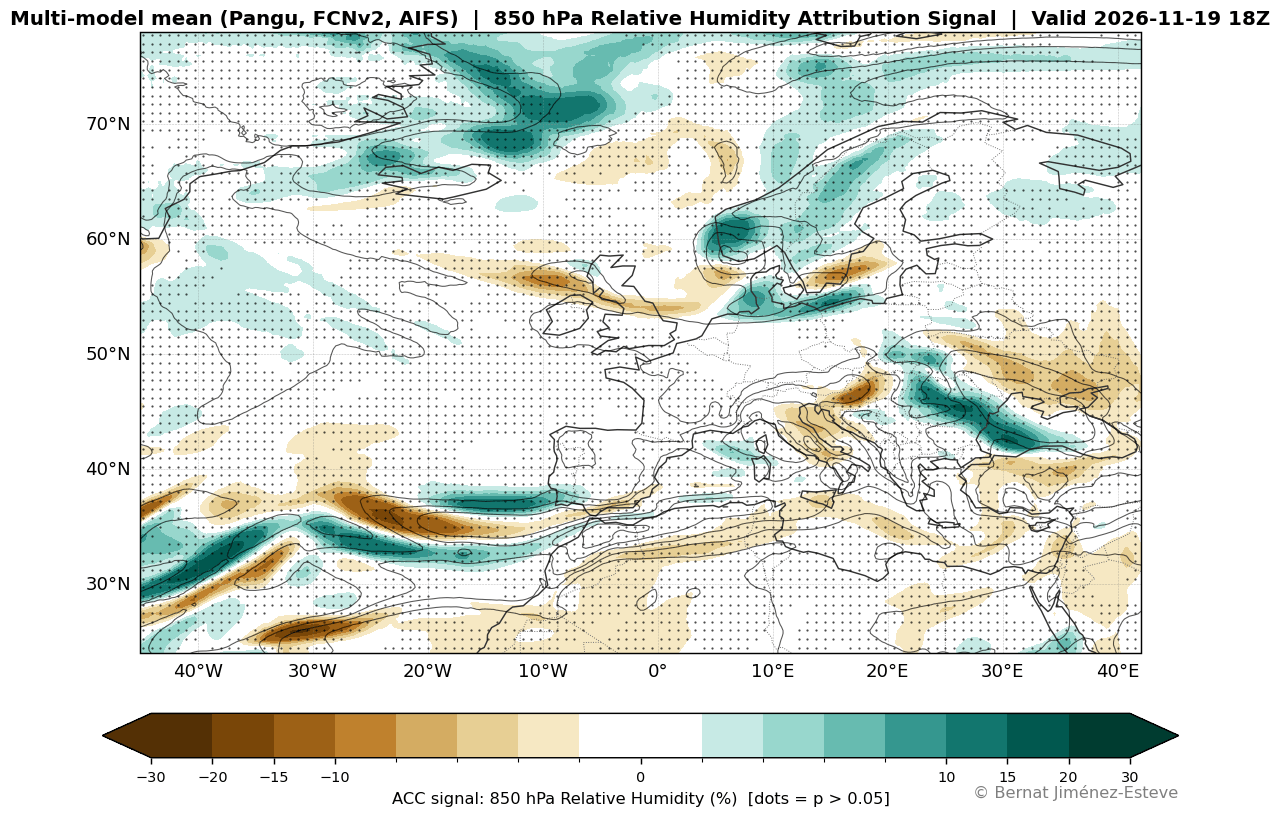 Multi-model mean (Pangu, FCNv2, AIFS)  |  850 hPa Relative Humidity Attribution Signal  |  Valid 2026-11-19 18Z
70°N
60°N
50°N
40°N
30°N
40°W 30°W 20°W 10°W 0° 10°E 20°E 30°E 40°E
−30 −20 −15 −10 0 10 15 20 30
ACC signal: 850 hPa Relative Humidity (%)  [dots = p > 0.05]
© Bernat Jiménez-Esteve